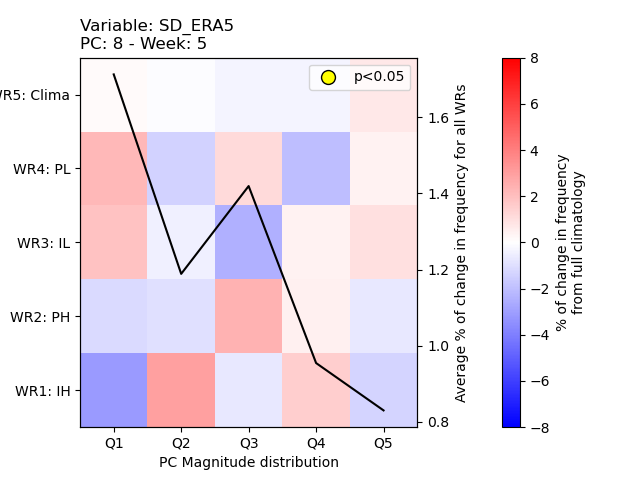 Variable: SD_ERA5
PC: 8 - Week: 5
p<0.05
WR5: Clima
WR4: PL
WR3: IL
WR2: PH
WR1: IH
Q1 Q2 Q3 Q4 Q5
PC Magnitude distribution
1.6
1.4
1.2
1.0
0.8
Average % of change in frequency for all WRs
8
6
4
2
0
−2
−4
−6
−8
% of change in frequency
from full climatology